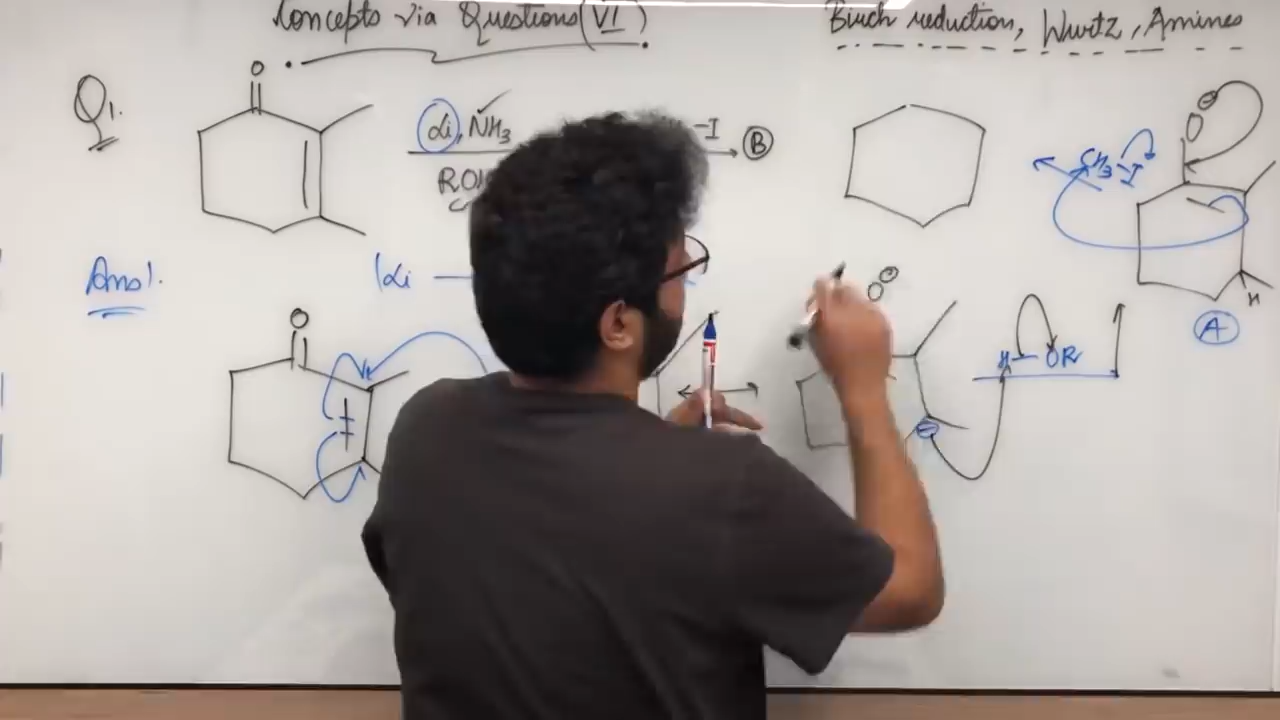 Concepts via Questions (VI)
Birch reduction, Wurtz, Amines
Q1.
O
Li, NH3
-I
B
O
CH3-I
ROH
H
A
Ans1.
Li
O
O
H-OR